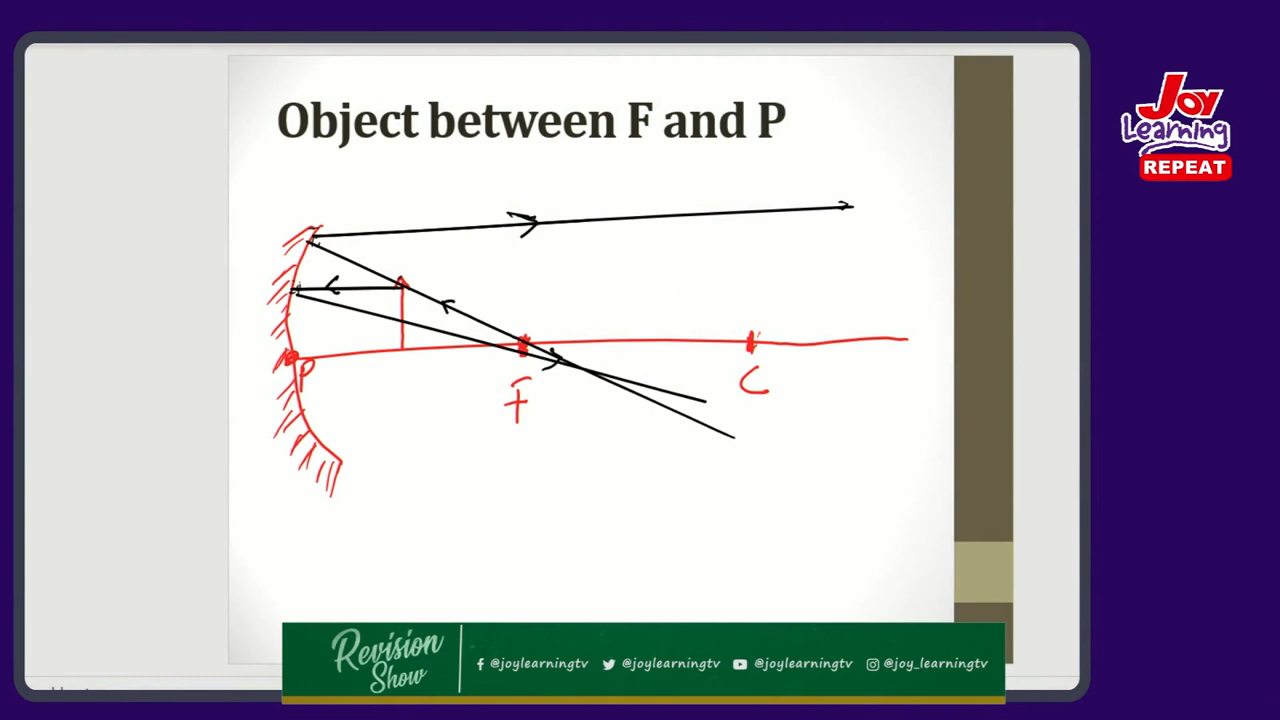 Object between F and P
Joy
Learning
REPEAT
P
F
C
Revision
Show
@joylearningtv @joylearningtv @joylearningtv @joy_learningtv